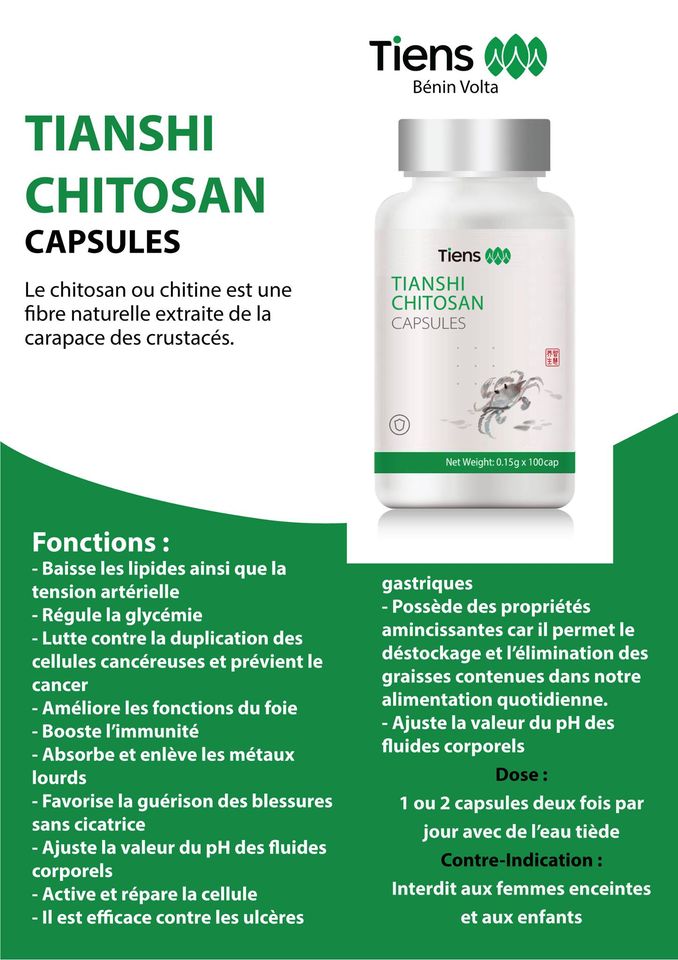 Tiens
Bénin Volta
TIANSHI
CHITOSAN
CAPSULES
Le chitosan ou chitine est une
fibre naturelle extraite de la
carapace des crustacés.
Tiens
TIANSHI
CHITOSAN
CAPSULES
养生智慧
Net Weight: 0.15g x 100cap
Fonctions :
- Baisse les lipides ainsi que la
tension artérielle
- Régule la glycémie
- Lutte contre la duplication des
cellules cancéreuses et prévient le
cancer
- Améliore les fonctions du foie
- Booste l’immunité
- Absorbe et enlève les métaux
lourds
- Favorise la guérison des blessures
sans cicatrice
- Ajuste la valeur du pH des fluides
corporels
- Active et répare la cellule
- Il est efficace contre les ulcères
gastriques
- Possède des propriétés
amincissantes car il permet le
déstockage et l’élimination des
graisses contenues dans notre
alimentation quotidienne.
- Ajuste la valeur du pH des
fluides corporels
Dose :
1 ou 2 capsules deux fois par
jour avec de l’eau tiède
Contre-Indication :
Interdit aux femmes enceintes
et aux enfants